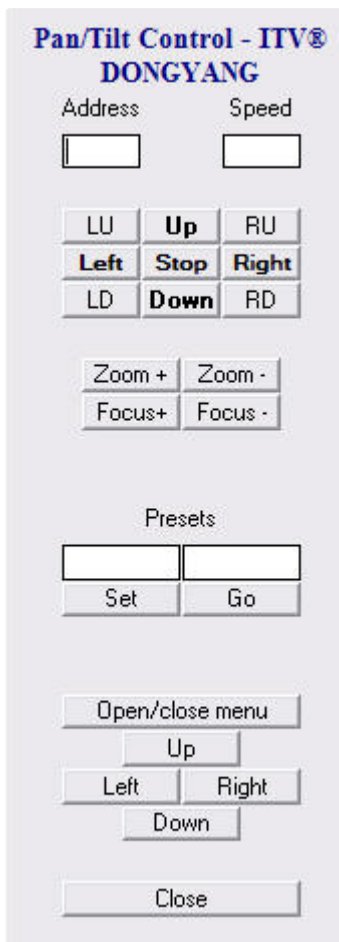 Pan/Tilt Control - ITV®
DONGYANG
Address Speed
LU Up RU
Left Stop Right
LD Down RD
Zoom + Zoom -
Focus+ Focus -
Presets
Set Go
Open/close menu
Up
Left Right
Down
Close